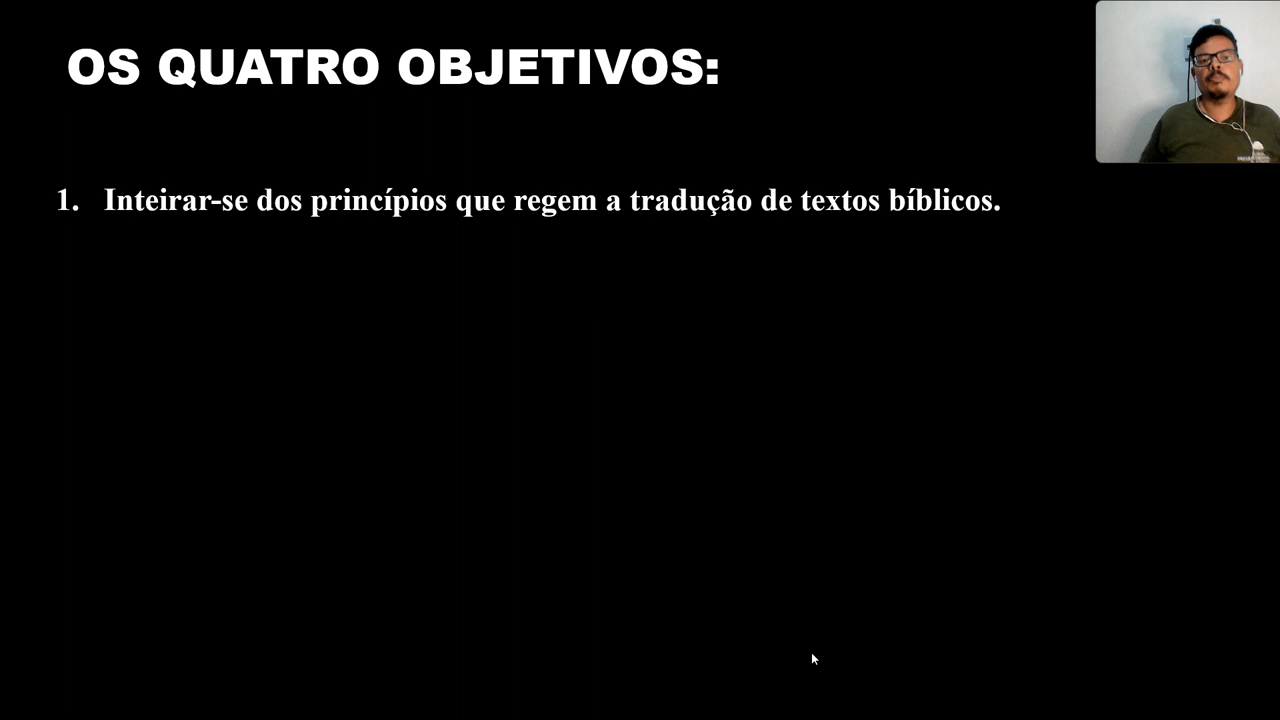 OS QUATRO OBJETIVOS:
1. Inteirar-se dos princípios que regem a tradução de textos bíblicos.